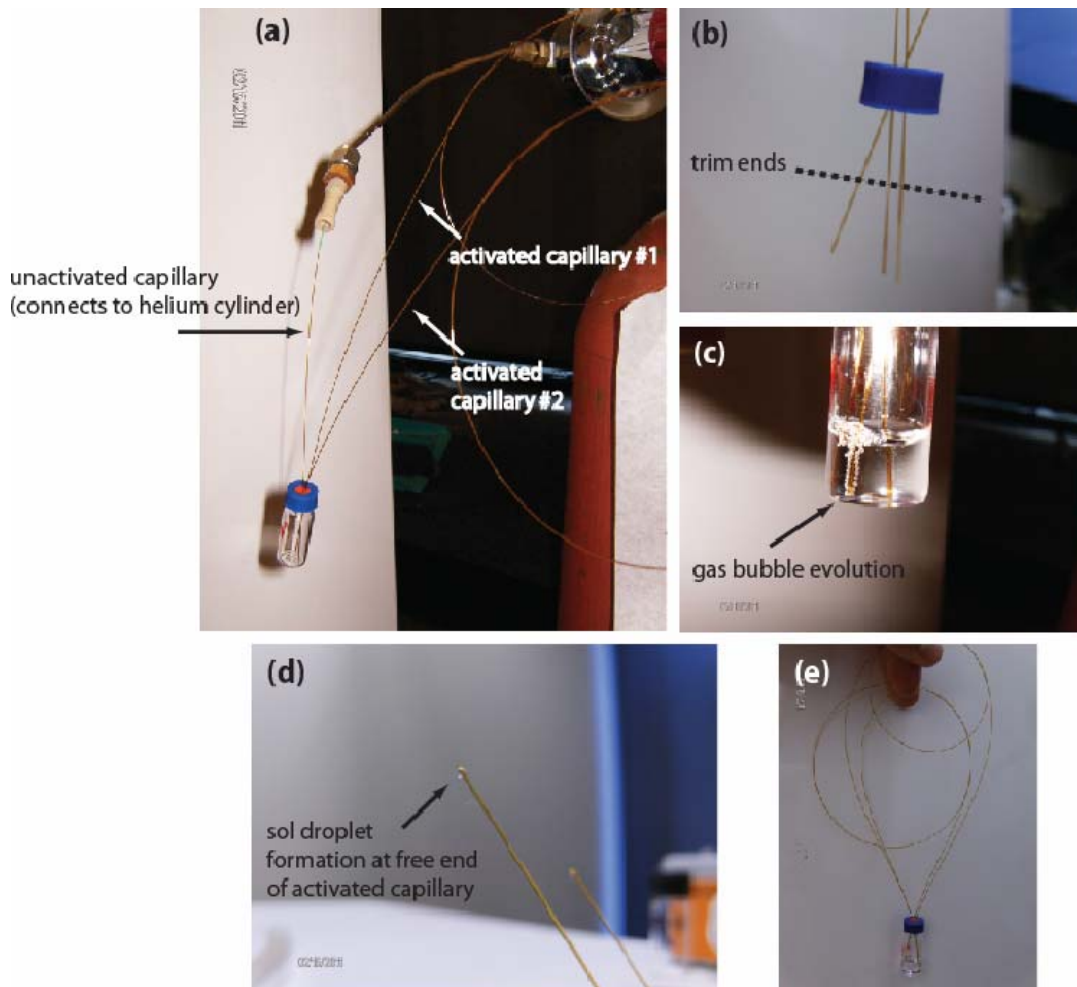 (a)
unactivated capillary
(connects to helium cylinder)
activated capillary #1
activated
capillary #2
(b)
trim ends
(c)
gas bubble evolution
(d)
sol droplet
formation at free end
of activated capillary
(e)